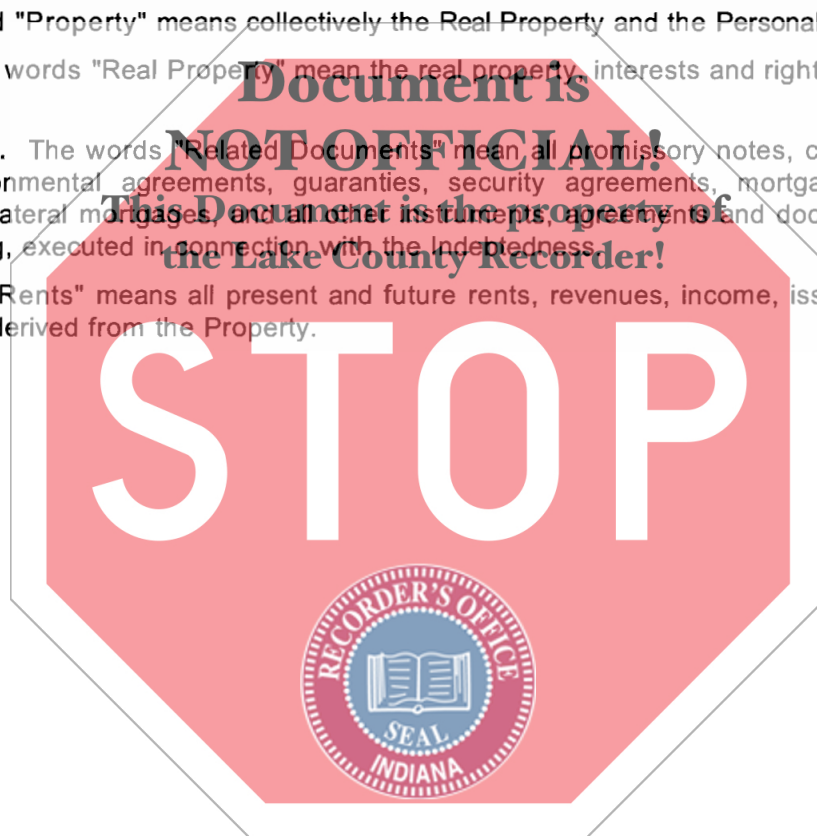 "Property" means collectively the Real Property and the Personal
words "Real Property" mean the real property, interests and right
Document is
NOT OFFICIAL!
This Document is the property of
the Lake County Recorder!
. The words "Related Documents" mean all promissory notes, c
nmental agreements, guaranties, security agreements, mortga
ateral mortgages, and all other instruments, agreements and doc
, executed in connection with the Indebtedness.
Rents" means all present and future rents, revenues, income, iss
derived from the Property.
STOP
RECORDER'S OFFICE
SEAL
INDIANA